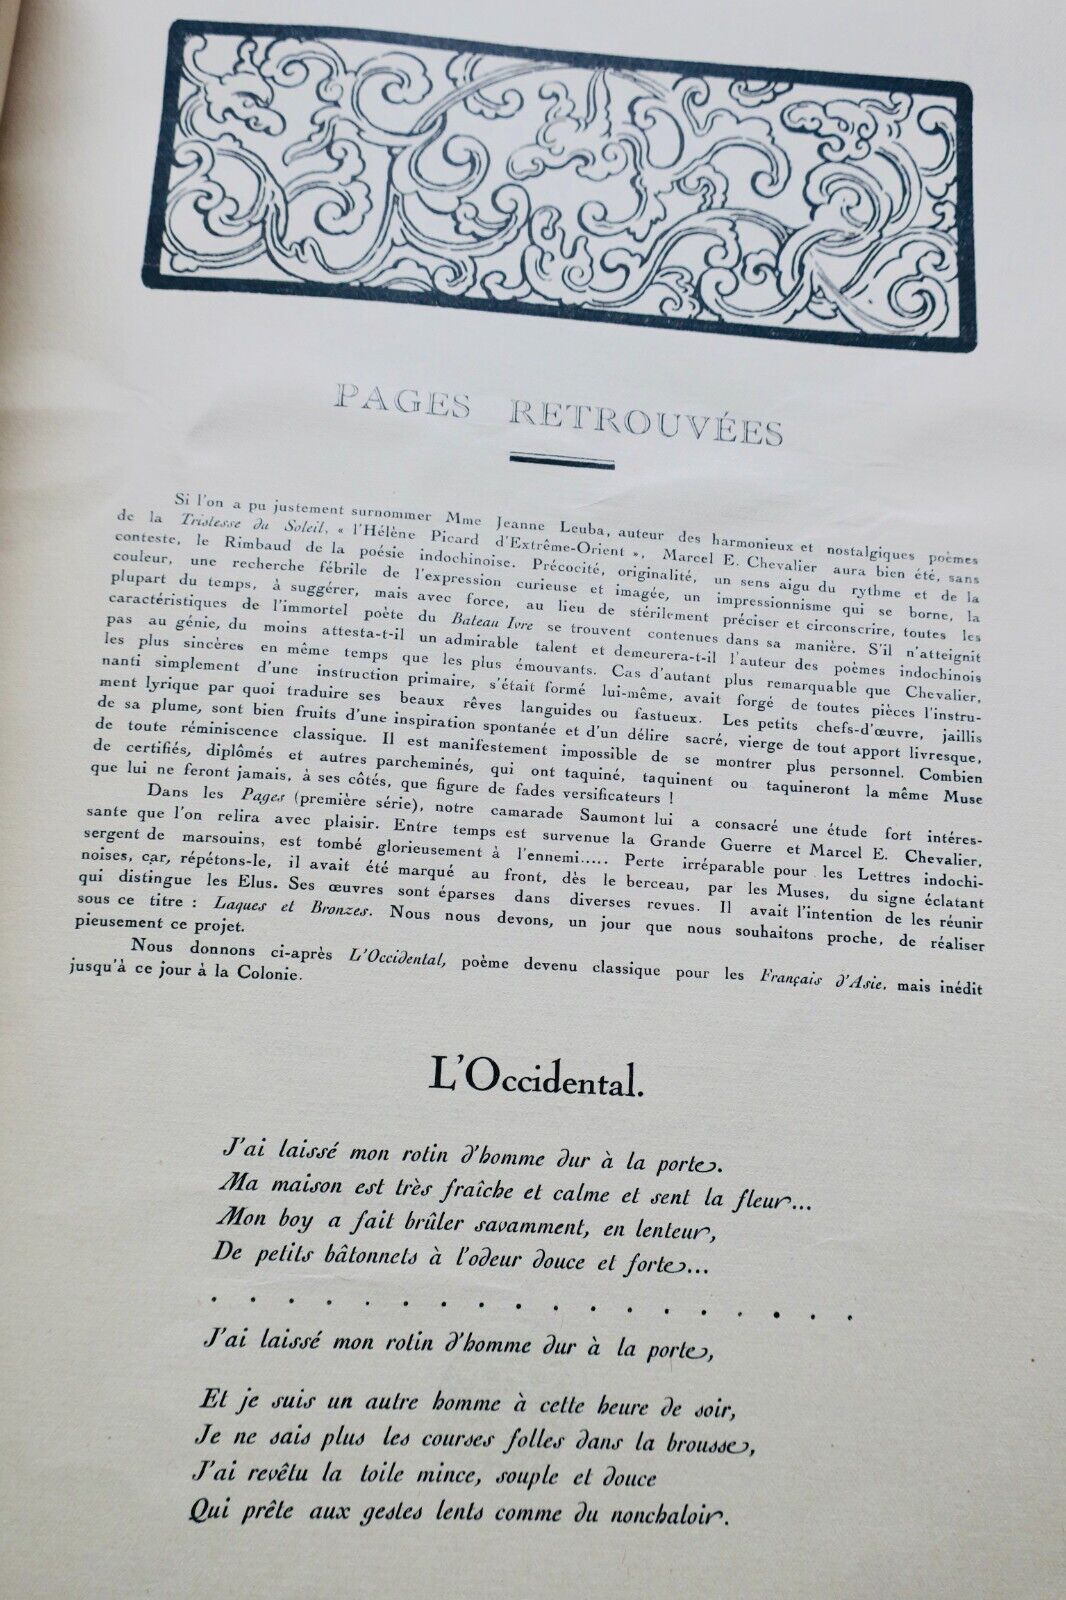 PAGES RETROUVÉES
Si l'on a pu justement surnommer Mme Jeanne Leuba, auteur des harmonieux et nostalgiques poèmes
de la Tristesse du Soleil, « l'Hélène Picard d'Extrême-Orient », Marcel E. Chevalier aura bien été, sans
conteste, le Rimbaud de la poésie indochinoise. Précocité, originalité, un sens aigu du rythme et de la
couleur, une recherche fébrile de l'expression curieuse et imagée, un impressionnisme qui se borne, la
plupart du temps, à suggérer, mais avec force, au lieu de stérilement préciser et circonscrire, toutes les
caractéristiques de l'immortel poète du Bateau Ivre se trouvent contenues dans sa manière. S'il n'atteignit
pas au génie, du moins attesta-t-il un admirable talent et demeurera-t-il l'auteur des poèmes indochinois
les plus sincères en même temps que les plus émouvants. Cas d'autant plus remarquable que Chevalier,
nanti simplement d'une instruction primaire, s'était formé lui-même, avait forgé de toutes pièces l'instru-
ment lyrique par quoi traduire ses beaux rêves languides ou fastueux. Les petits chefs-d'œuvre, jaillis
de sa plume, sont bien fruits d'une inspiration spontanée et d'un délire sacré, vierge de tout apport livresque,
de toute réminiscence classique. Il est manifestement impossible de se montrer plus personnel. Combien
de certifiés, diplômés et autres parcheminés, qui ont taquiné, taquinent ou taquineront la même Muse
que lui ne feront jamais, à ses côtés, que figure de fades versificateurs !
Dans les Pages (première série), notre camarade Saumont lui a consacré une étude fort intéres-
sante que l'on relira avec plaisir. Entre temps est survenue la Grande Guerre et Marcel E. Chevalier,
sergent de marsouins, est tombé glorieusement à l'ennemi..... Perte irréparable pour les Lettres indochi-
noises, car, répétons-le, il avait été marqué au front, dès le berceau, par les Muses, du signe éclatant
qui distingue les Elus. Ses œuvres sont éparses dans diverses revues. Il avait l'intention de les réunir
sous ce titre : Laques et Bronzes. Nous nous devons, un jour que nous souhaitons proche, de réaliser
pieusement ce projet.
Nous donnons ci-après L'Occidental, poème devenu classique pour les Français d'Asie, mais inédit
jusqu'à ce jour à la Colonie.
L'Occidental.
J'ai laissé mon rotin d'homme dur à la porte.
Ma maison est très fraîche et calme et sent la fleur...
Mon boy a fait brûler savamment, en lenteur,
De petits bâtonnets à l'odeur douce et forte...
. . . . . . . . . . . . . . . . . .
J'ai laissé mon rotin d'homme dur à la porte,
Et je suis un autre homme à cette heure de soir,
Je ne sais plus les courses folles dans la brousse,
J'ai revêtu la toile mince, souple et douce
Qui prête aux gestes lents comme du nonchaloir.